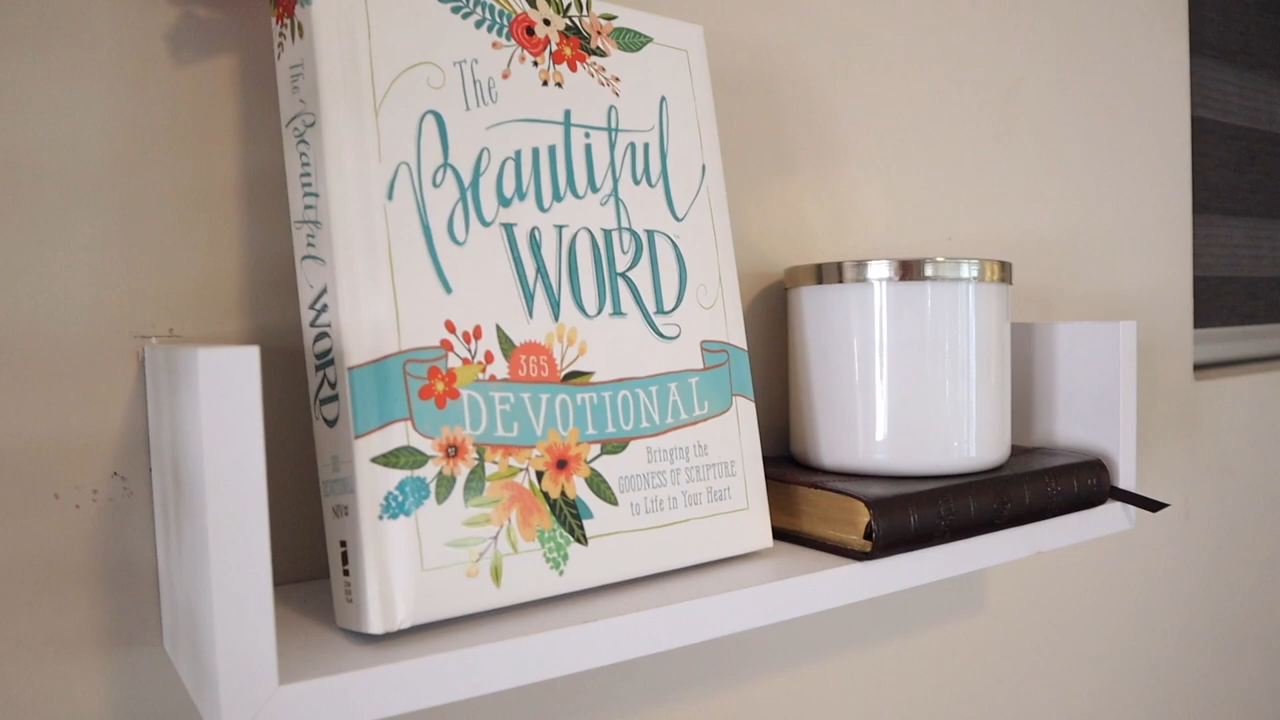 The
Beautiful
WORD
365
DEVOTIONAL
Bringing the
GOODNESS OF SCRIPTURE
to Life in Your Heart
The Beautiful WORD
NIV